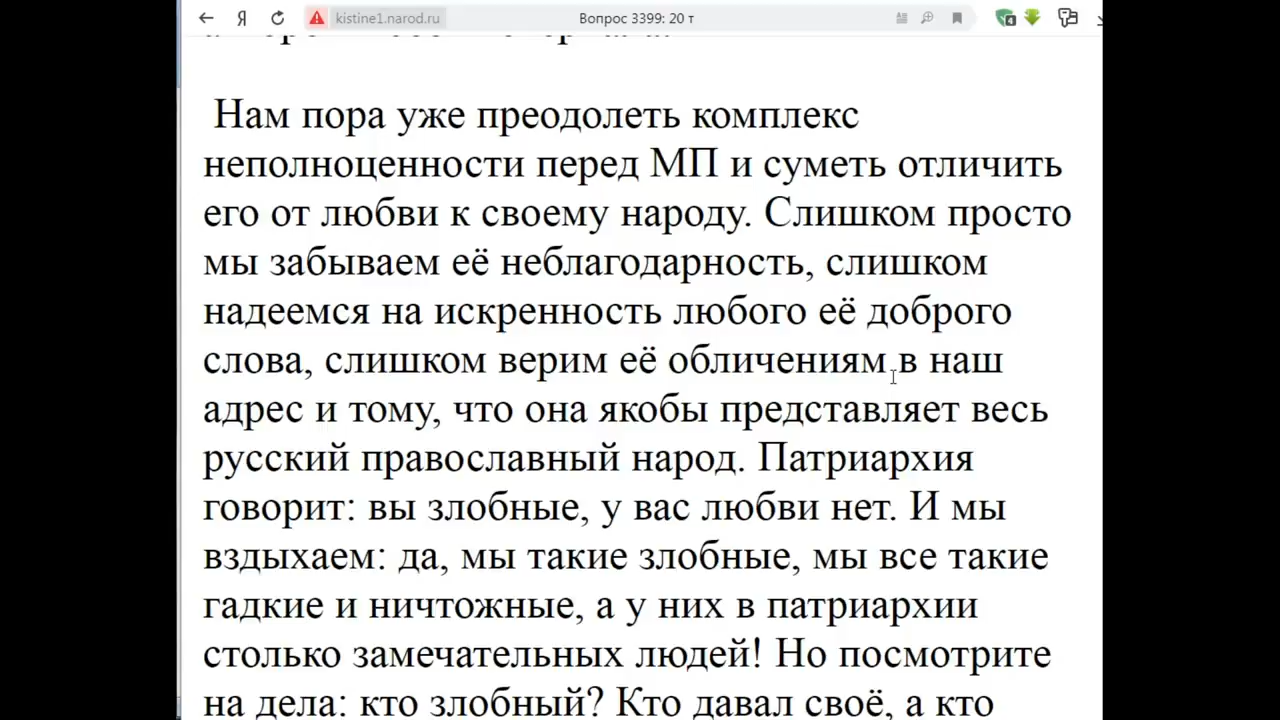 Я kistine1.narod.ru Вопрос 3399: 20 т 4
Нам пора уже преодолеть комплекс
неполноценности перед МП и суметь отличить
его от любви к своему народу. Слишком просто
мы забываем её неблагодарность, слишком
надеемся на искренность любого её доброго
слова, слишком верим её обличениям в наш
адрес и тому, что она якобы представляет весь
русский православный народ. Патриархия
говорит: вы злобные, у вас любви нет. И мы
вздыхаем: да, мы такие злобные, мы все такие
гадкие и ничтожные, а у них в патриархии
столько замечательных людей! Но посмотрите
на дела: кто злобный? Кто давал своё, а кто